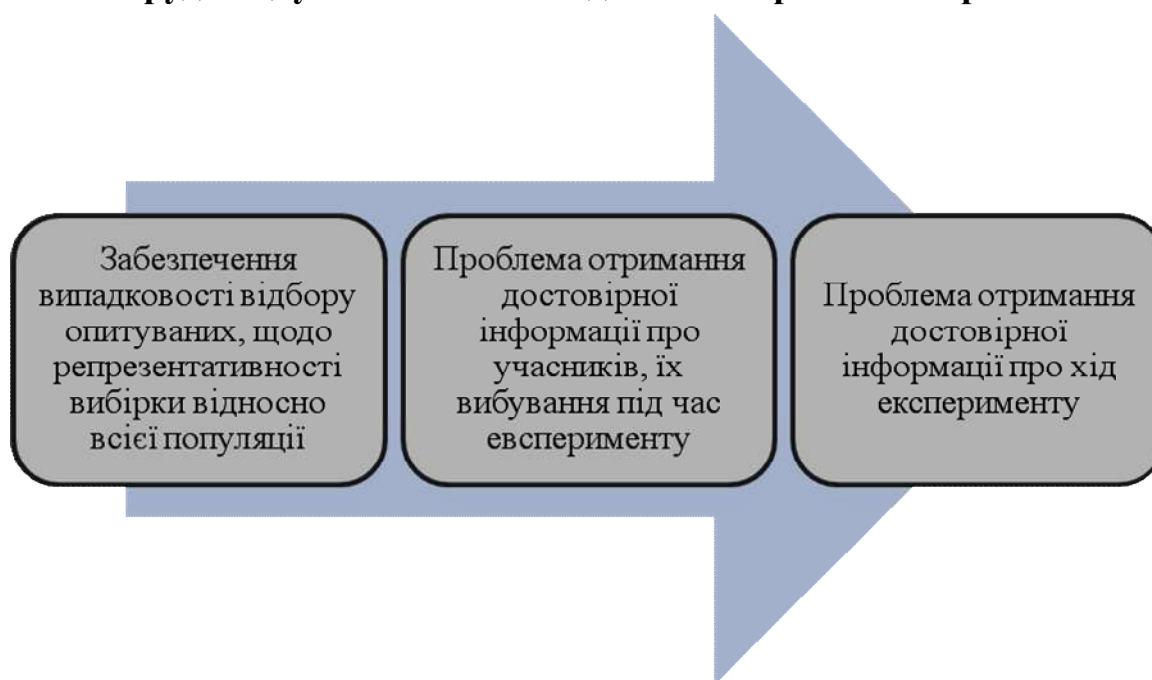 Забезпечення
випадковості відбору
опитуваних, щодо
репрезентативності
вибірки відносно
всієї популяції
Проблема отримання
достовірної
інформації про
учасників, їх
вибування під час
евсперименту
Проблема отримання
достовірної
інформації про хід
експерименту